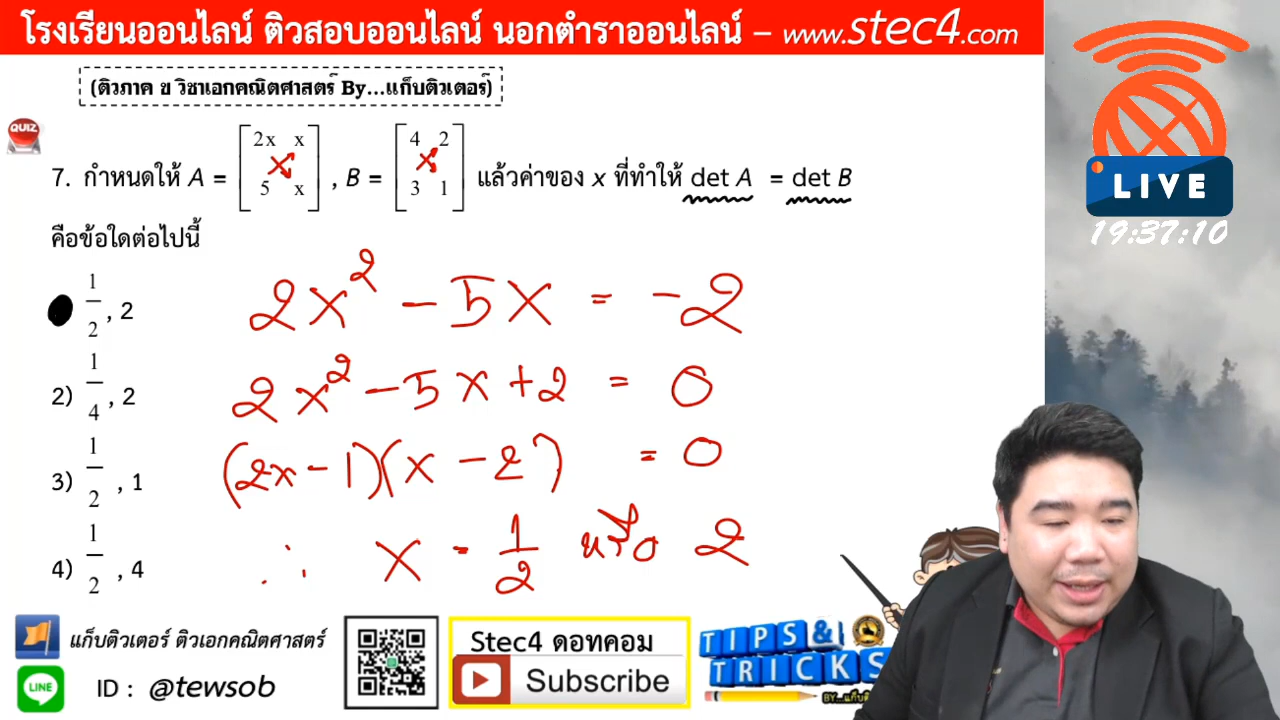 โรงเรียนออนไลน์ ติวสอบออนไลน์ นอกตำราออนไลน์ – www.stec4.com
(ติวภาค ข วิชาเอกคณิตศาสตร์ By...แก็บติวเตอร์)
QUIZ
7. กำหนดให้ A = [2x x 5 x] , B = [4 2 3 1] แล้วค่าของ x ที่ทำให้ det A = det B
คือข้อใดต่อไปนี้
1/2 , 2
2) 1/4 , 2
3) 1/2 , 1
4) 1/2 , 4
2x² − 5x = −2
2x² − 5x + 2 = 0
(2x − 1)(x − 2) = 0
∴ x = 1/2 หรือ 2
LIVE
19:37:10
แก็บติวเตอร์ ติวเอกคณิตศาสตร์
LINE
ID : @tewsob
Stec4 ดอทคอม
Subscribe
TIPS &
TRICKS